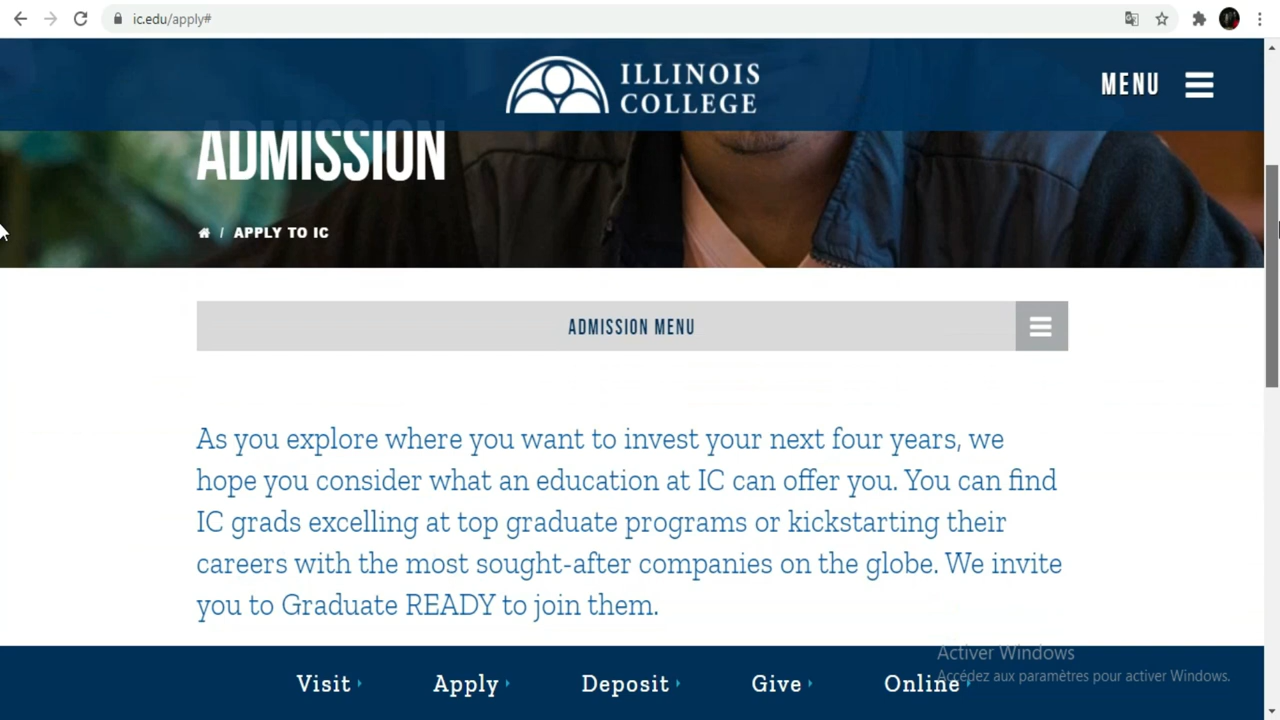 ic.edu/apply#
ILLINOIS
COLLEGE
MENU
ADMISSION
/ APPLY TO IC
ADMISSION MENU
As you explore where you want to invest your next four years, we
hope you consider what an education at IC can offer you. You can find
IC grads excelling at top graduate programs or kickstarting their
careers with the most sought-after companies on the globe. We invite
you to Graduate READY to join them.
Activer Windows
Accédez aux paramètres pour activer Windows.
Visit
Apply
Deposit
Give
Online